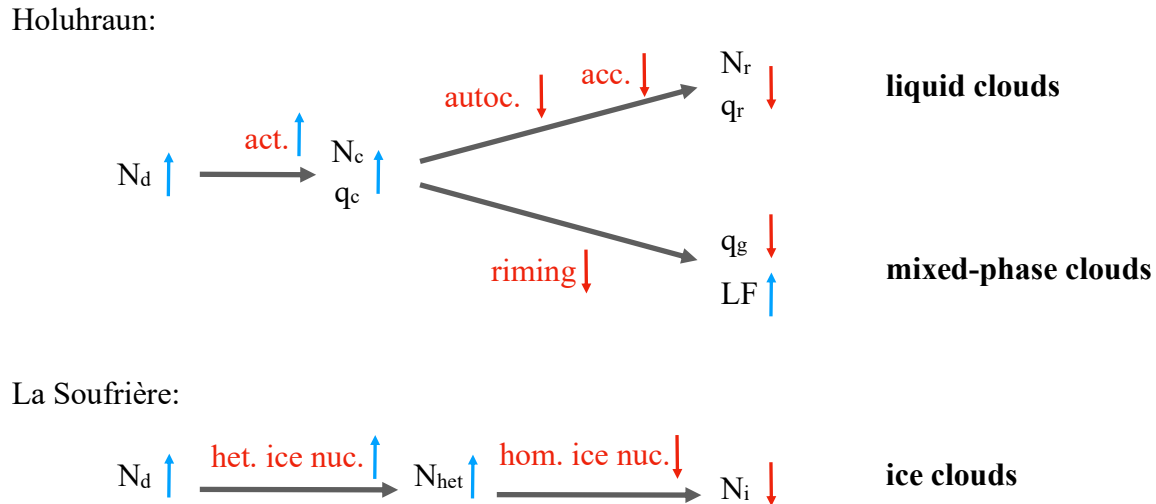 Holuhraun:
N_r
acc.
autoc.
q_r
liquid clouds
act.
N_c
N_d
q_c
q_g
riming
mixed-phase clouds
LF
La Soufrière:
het. ice nuc.
hom. ice nuc.
N_d
N_het
N_i
ice clouds